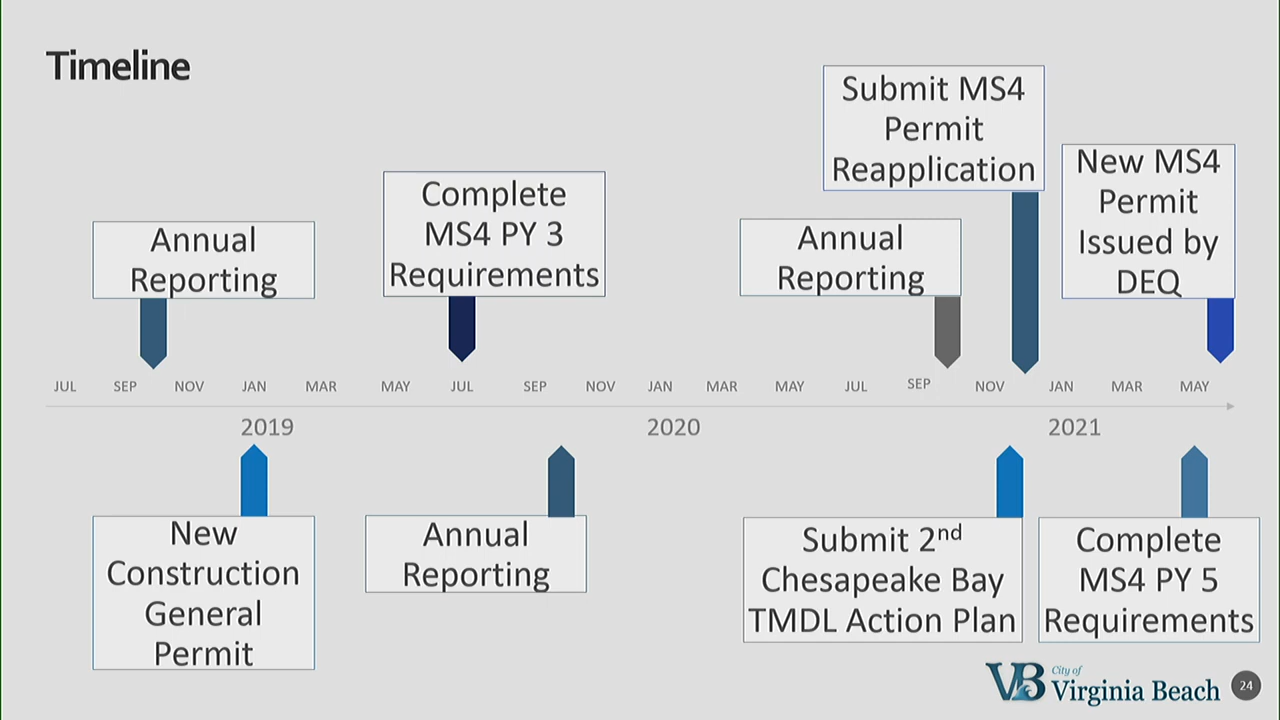 Timeline
Submit MS4
Permit
Reapplication
New MS4
Permit
Issued by
DEQ
Complete
MS4 PY 3
Requirements
Annual
Reporting
Annual
Reporting
JUL SEP NOV JAN MAR MAY JUL SEP NOV JAN MAR MAY JUL SEP NOV JAN MAR MAY
2019 2020 2021
New
Construction
General
Permit
Annual
Reporting
Submit 2nd
Chesapeake Bay
TMDL Action Plan
Complete
MS4 PY 5
Requirements
VB City of
Virginia Beach
24